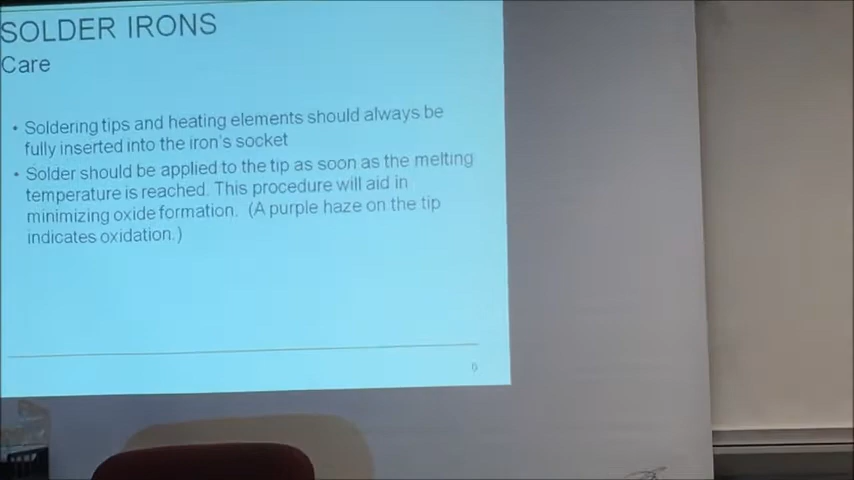 SOLDER IRONS
Care
• Soldering tips and heating elements should always be
fully inserted into the iron's socket
• Solder should be applied to the tip as soon as the melting
temperature is reached. This procedure will aid in
minimizing oxide formation. (A purple haze on the tip
indicates oxidation.)